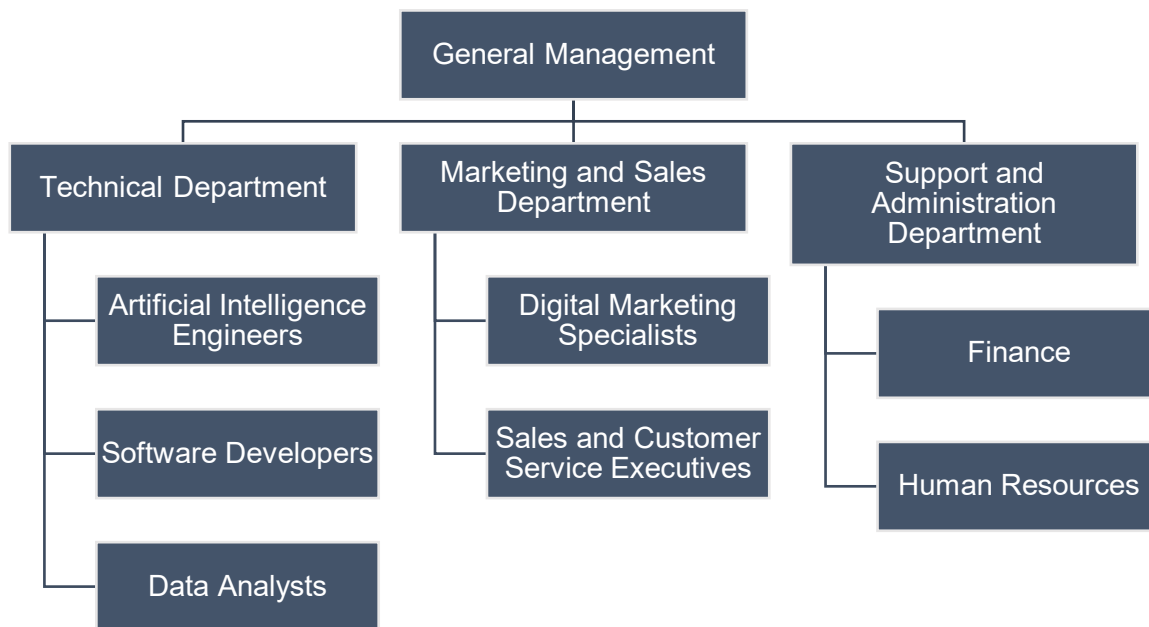 General Management
Technical Department
Marketing and Sales
Department
Support and
Administration
Department
Artificial Intelligence
Engineers
Software Developers
Data Analysts
Digital Marketing
Specialists
Sales and Customer
Service Executives
Finance
Human Resources